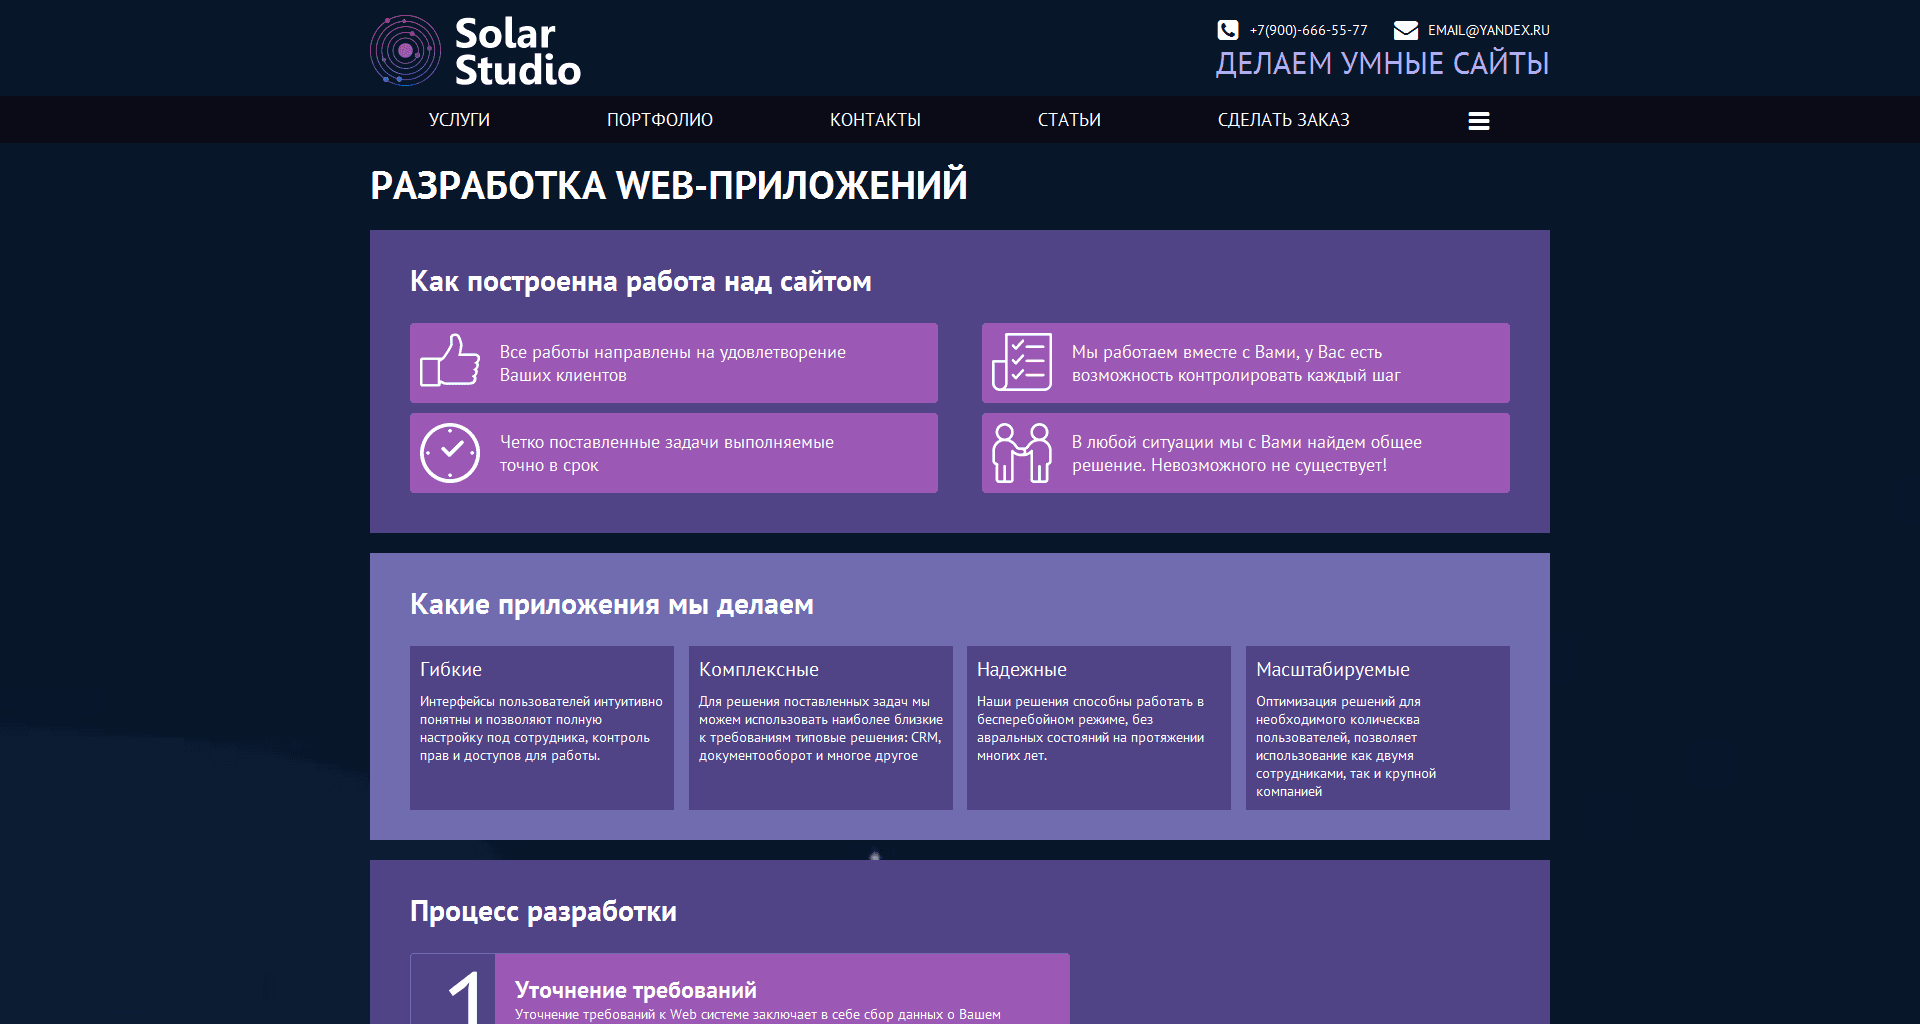 Solar
Studio
+7(900)-666-55-77
EMAIL@YANDEX.RU
ДЕЛАЕМ УМНЫЕ САЙТЫ
УСЛУГИ
ПОРТФОЛИО
КОНТАКТЫ
СТАТЬИ
СДЕЛАТЬ ЗАКАЗ
РАЗРАБОТКА WEB-ПРИЛОЖЕНИЙ
Как построенна работа над сайтом
Все работы направлены на удовлетворение
Ваших клиентов
Мы работаем вместе с Вами, у Вас есть
возможность контролировать каждый шаг
Четко поставленные задачи выполняемые
точно в срок
В любой ситуации мы с Вами найдем общее
решение. Невозможного не существует!
Какие приложения мы делаем
Гибкие
Интерфейсы пользователей интуитивно
понятны и позволяют полную
настройку под сотрудника, контроль
прав и доступов для работы.
Комплексные
Для решения поставленных задач мы
можем использовать наиболее близкие
к требованиям типовые решения: CRM,
документооборот и многое другое
Надежные
Наши решения способны работать в
бесперебойном режиме, без
авральных состояний на протяжении
многих лет.
Масштабируемые
Оптимизация решений для
необходимого колическва
пользователей, позволяет
использование как двумя
сотрудниками, так и крупной
компанией
Процесс разработки
1
Уточнение требований
Уточнение требований к Web системе заключает в себе сбор данных о Вашем